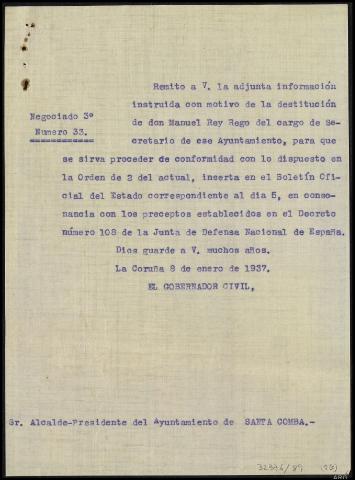 Remito a V. la adjunta información
instruida con motivo de la destitución
Negociado 3º
de don Manuel Rey Rego del cargo de Se-
Numero 33.
cretario de ese Ayuntamiento, para que
se sirva proceder de conformidad con lo dispuesto en
la Orden de 2 del actual, inserta en el Boletín Ofi-
cial del Estado correspondiente al dia 5, en conso-
nancia con los preceptos establecidos en el Decreto
número 108 de la Junta de Defensa Nacional de España.
Dios guarde a V. muchos años.
La Coruña 8 de enero de 1937.
EL GOBERNADOR CIVIL,
Sr. Alcalde-Presidente del Ayuntamiento de SANTA COMBA.-